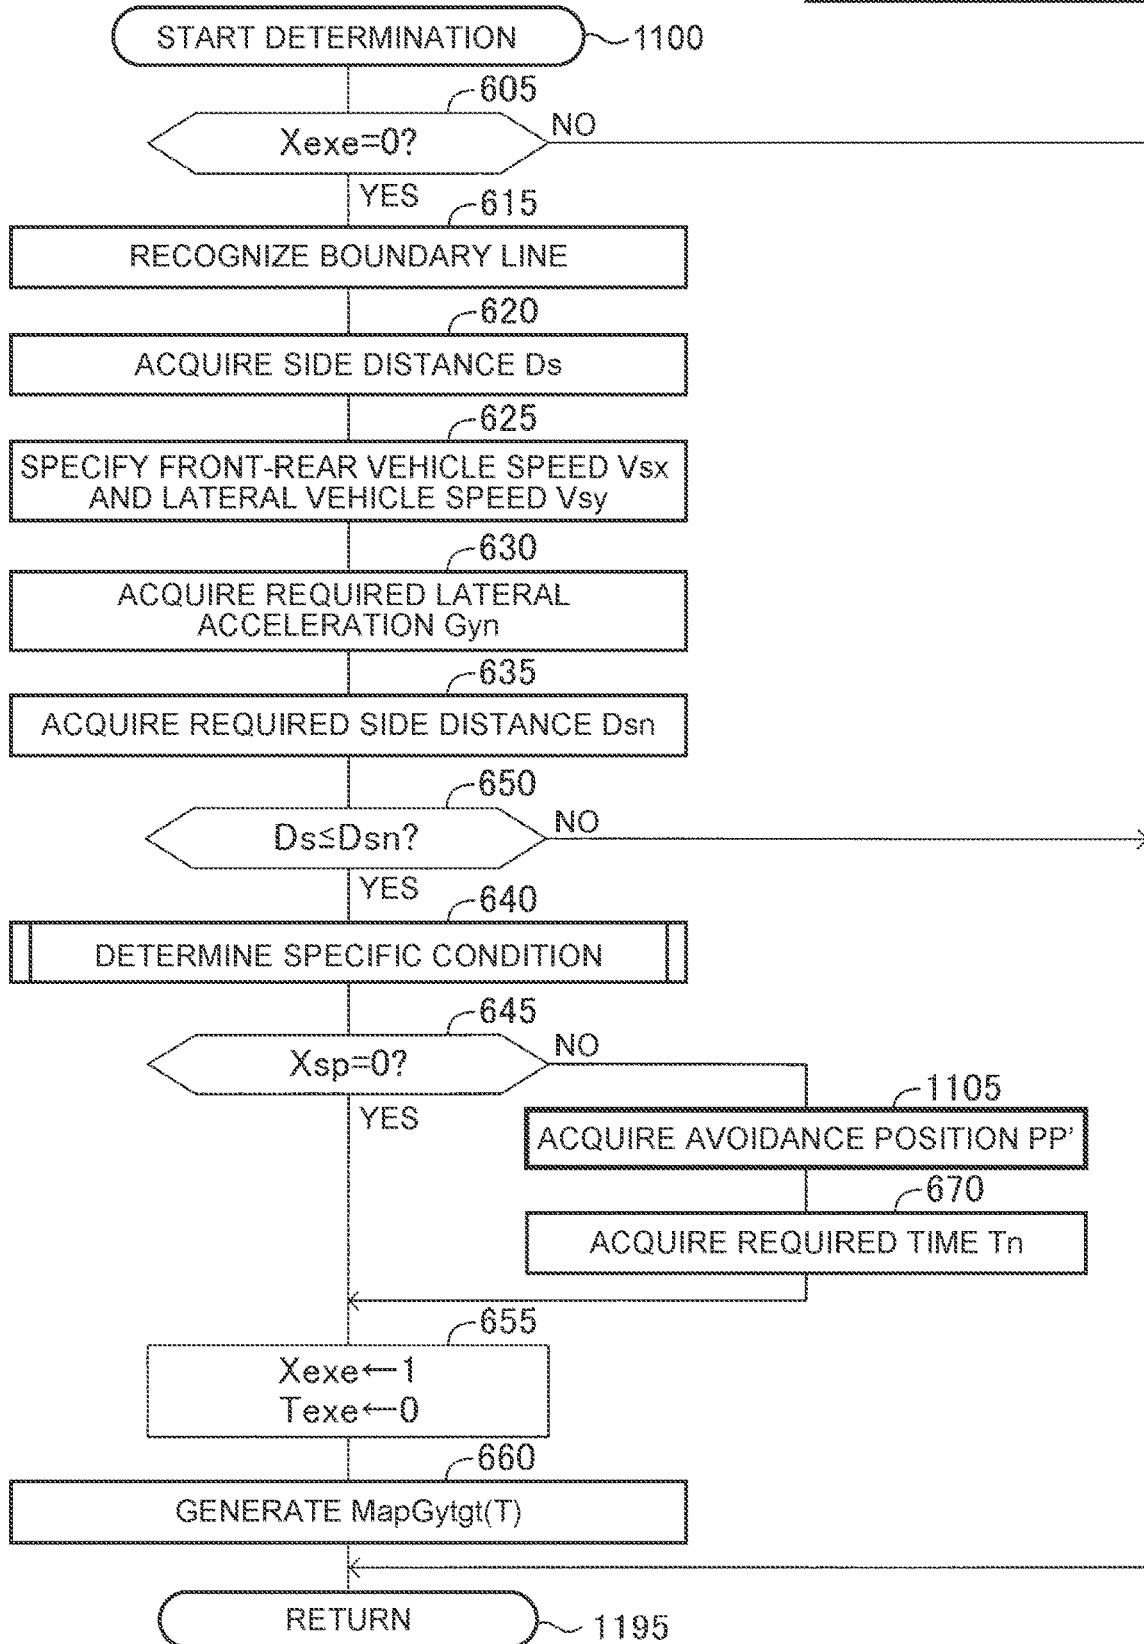 START DETERMINATION
1100
605
Xexe=0?
NO
YES
615
RECOGNIZE BOUNDARY LINE
620
ACQUIRE SIDE DISTANCE Ds
625
SPECIFY FRONT-REAR VEHICLE SPEED Vsx
AND LATERAL VEHICLE SPEED Vsy
630
ACQUIRE REQUIRED LATERAL
ACCELERATION Gyn
635
ACQUIRE REQUIRED SIDE DISTANCE Dsn
650
Ds≤Dsn?
NO
YES
640
DETERMINE SPECIFIC CONDITION
645
Xsp=0?
NO
YES
1105
ACQUIRE AVOIDANCE POSITION PP'
670
ACQUIRE REQUIRED TIME Tn
655
Xexe←1
Texe←0
660
GENERATE MapGytgt(T)
RETURN
1195